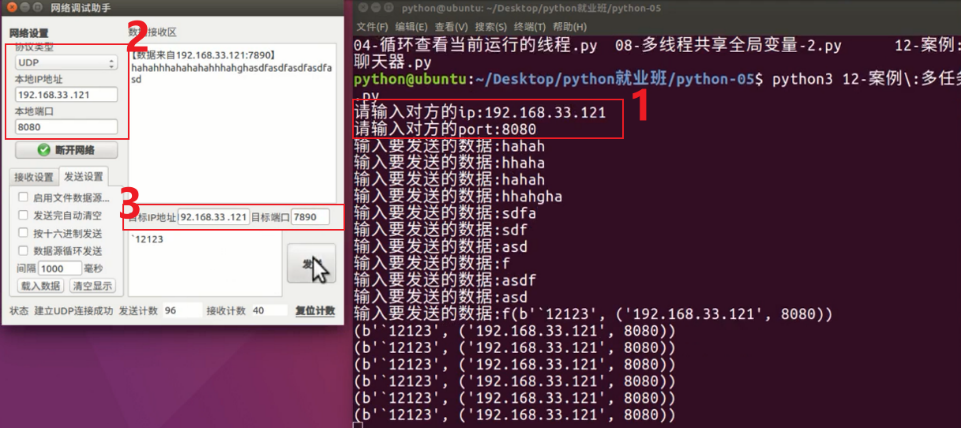 网络调试助手
网络设置
协议类型
UDP
本地IP地址
192.168.33 .121
本地端口
8080
断开网络
接收设置 发送设置
启用文件数据源...
发送完自动清空
按十六进制发送
数据源循环发送
间隔 1000 毫秒
载入数据 清空显示
数据接收区
【数据来自192.168.33.121:7890】
hahahhhahahahahhhahghasdfasdfasdfasdfa
sd
目标IP地址 92.168.33 .121 目标端口 7890
`12123
状态 建立UDP连接成功 发送计数 96 接收计数 40 复位计数
2
3
python@ubuntu: ~/Desktop/python就业班/python-05
文件(F) 编辑(E) 查看(V) 搜索(S) 终端(T) 帮助(H)
04-循环查看当前运行的线程.py 08-多线程共享全局变量-2.py 12-案例:
聊天器.py
python@ubuntu:~/Desktop/python就业班/python-05$ python3 12-案例\:多任务
.py
请输入对方的ip:192.168.33.121
请输入对方的port:8080
1
输入要发送的数据:hahah
输入要发送的数据:hhaha
输入要发送的数据:hahah
输入要发送的数据:hhahgha
输入要发送的数据:sdfa
输入要发送的数据:sdf
输入要发送的数据:asd
输入要发送的数据:f
输入要发送的数据:asdf
输入要发送的数据:asd
输入要发送的数据:f(b'`12123', ('192.168.33.121', 8080))
(b'`12123', ('192.168.33.121', 8080))
(b'`12123', ('192.168.33.121', 8080))
(b'`12123', ('192.168.33.121', 8080))
(b'`12123', ('192.168.33.121', 8080))
(b'`12123', ('192.168.33.121', 8080))
(b'`12123', ('192.168.33.121', 8080))